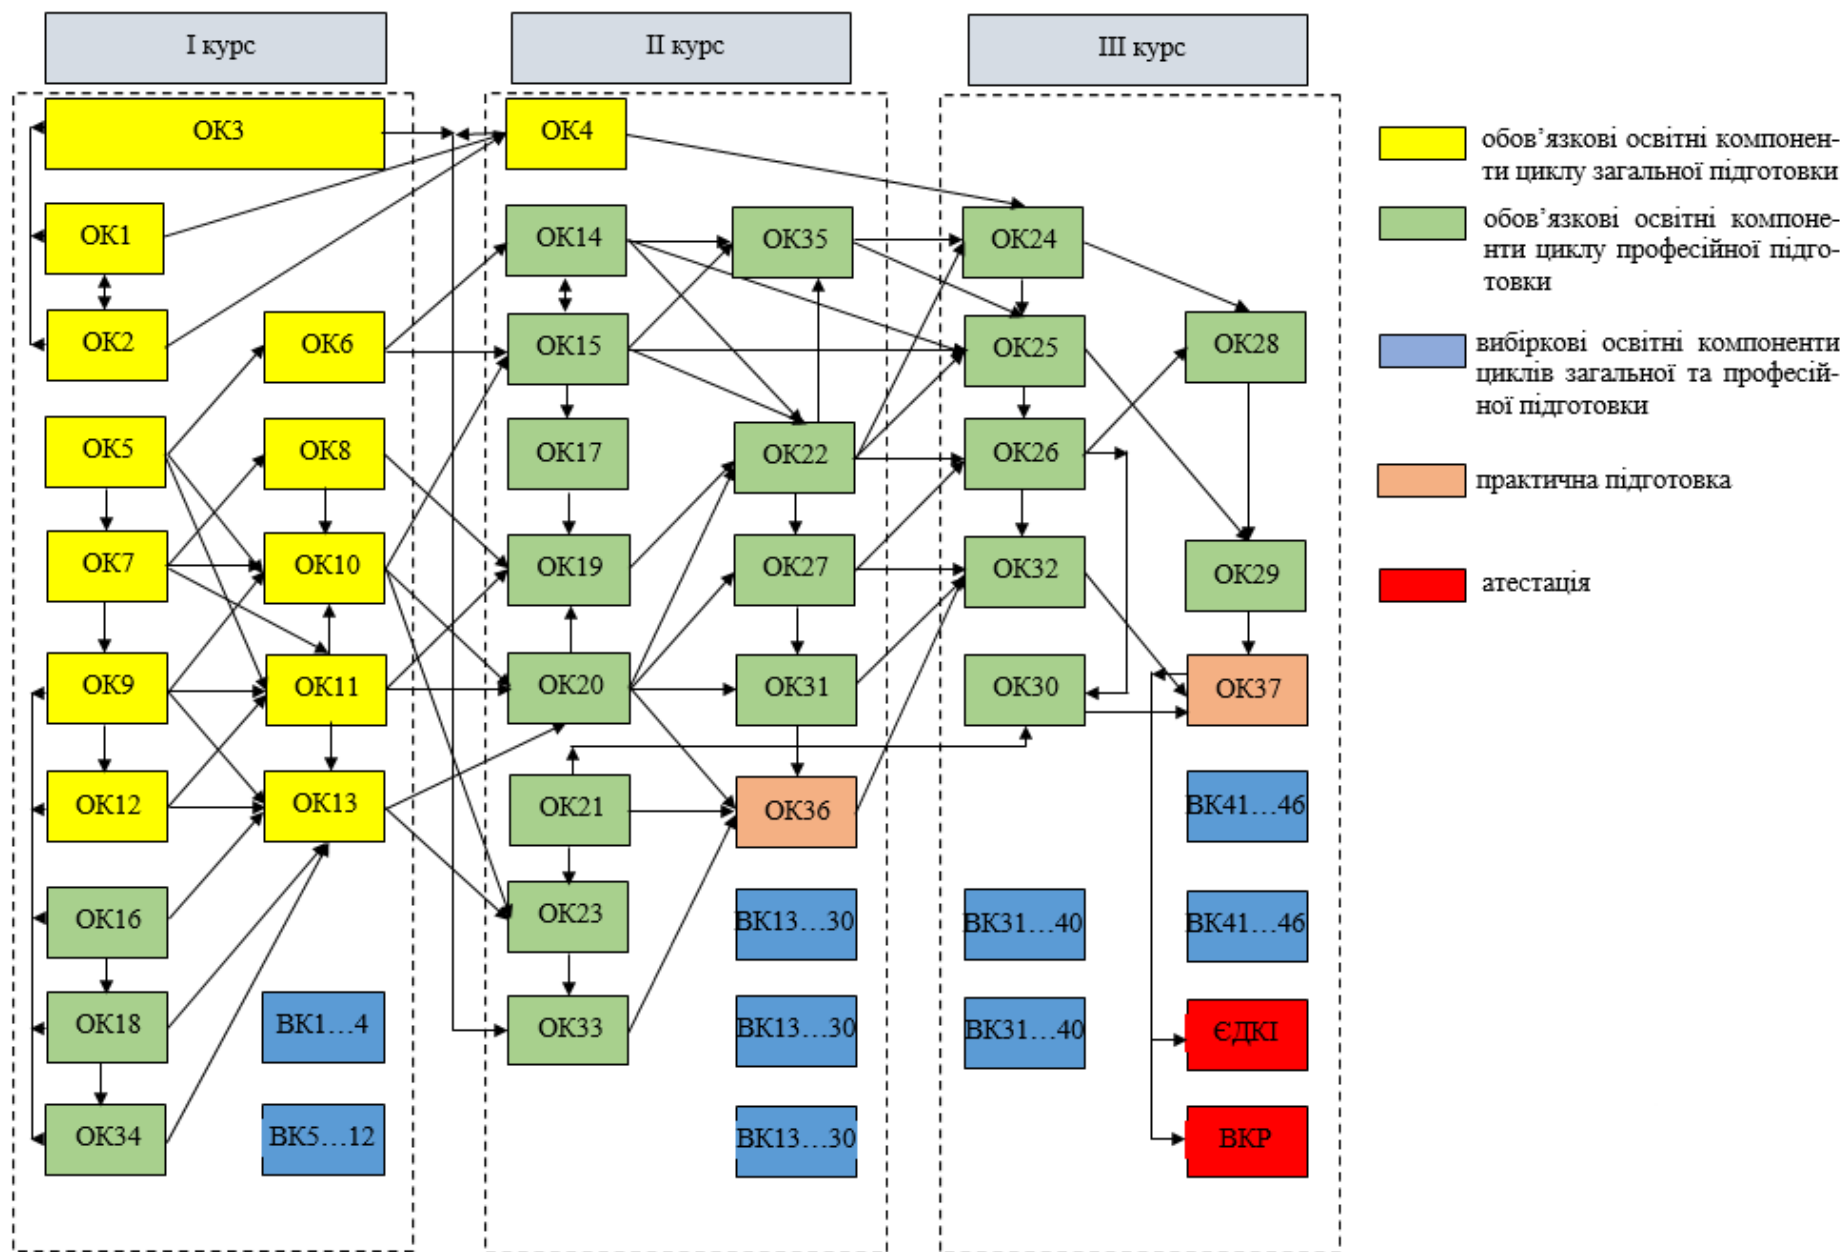 І курс
ІІ курс
ІІІ курс
ОК3
ОК4
ОК1
ОК14
ОК35
ОК24
ОК2
ОК6
ОК15
ОК25
ОК28
ОК5
ОК8
ОК17
ОК22
ОК26
ОК7
ОК10
ОК19
ОК27
ОК32
ОК29
ОК9
ОК11
ОК20
ОК31
ОК30
ОК37
ОК12
ОК13
ОК21
ОК36
ВК41…46
ОК16
ОК23
ВК13…30
ВК31…40
ВК41…46
ОК18
ВК1…4
ОК33
ВК13…30
ВК31…40
ЄДКІ
ОК34
ВК5…12
ВК13…30
ВКР
обов’язкові освітні компонен-
ти циклу загальної підготовки
обов’язкові освітні компоне-
нти циклу професійної підго-
товки
вибіркові освітні компоненти
циклів загальної та професій-
ної підготовки
практична підготовка
атестація